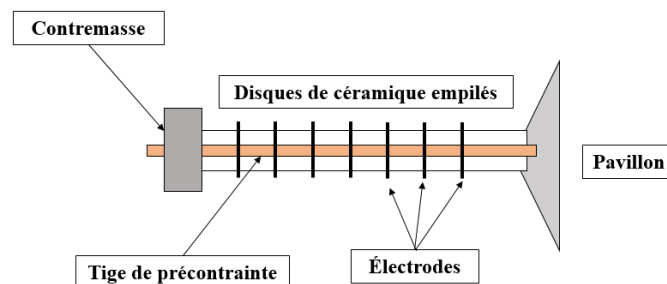 Contremasse
Disques de céramique empilés
Pavillon
Tige de précontrainte
Électrodes